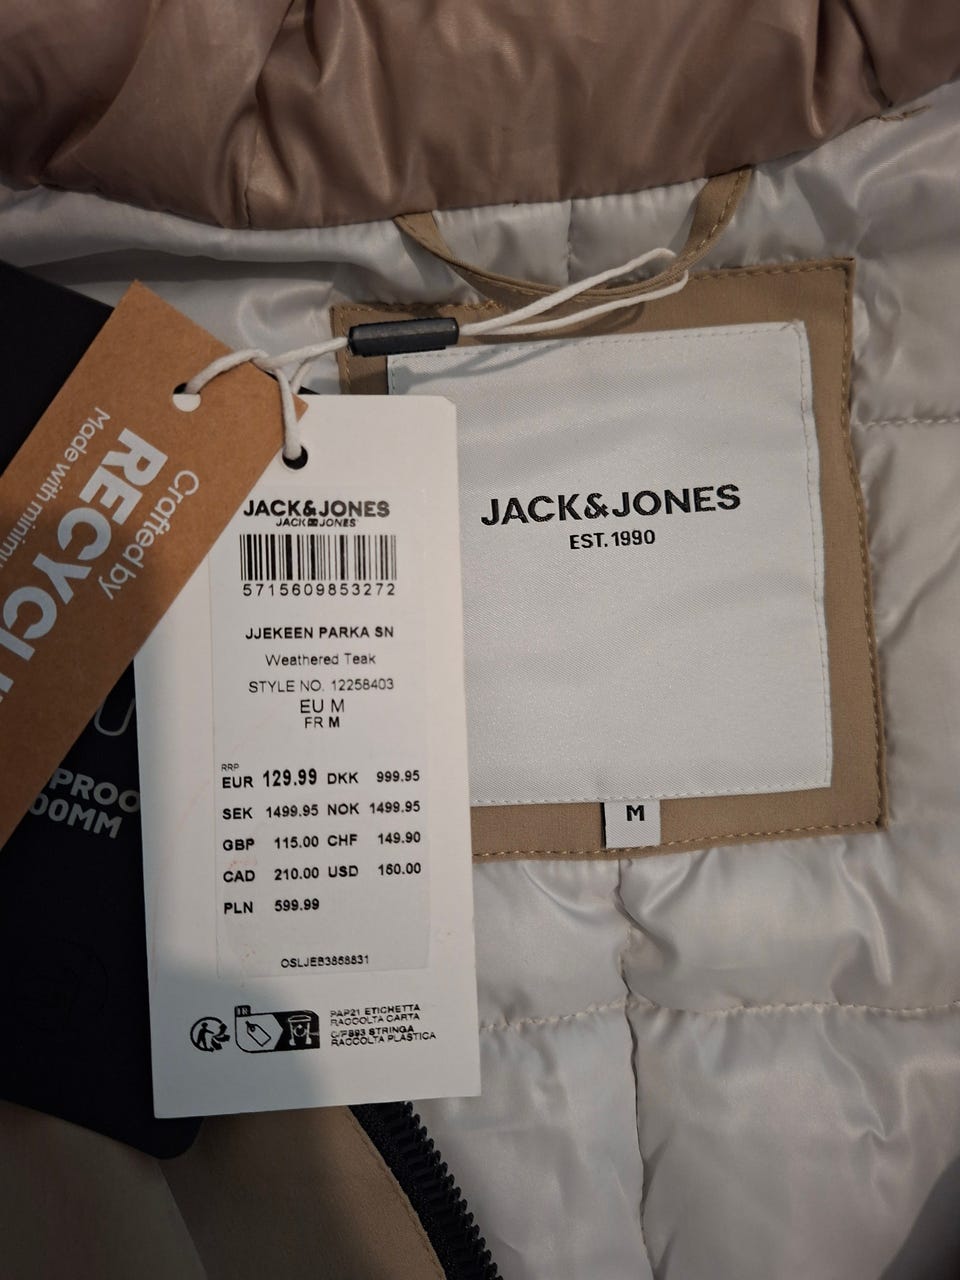 Crafted by
RECYCL
Made with minimu
PROO
00MM
JACK&JONES
JACK JONES
5715609853272
JJEKEEN PARKA SN
Weathered Teak
STYLE NO. 12258403
EU M
FR M
RRP
EUR 129.99 DKK 999.95
SEK 1499.95 NOK 1499.95
GBP 115.00 CHF 149.90
CAD 210.00 USD 160.00
PLN 599.99
OSLJEB3868831
FR
PAP21 ETICHETTA
RACCOLTA CARTA
C/PS93 STRINGA
RACCOLTA PLASTICA
JACK&JONES
EST. 1990
M